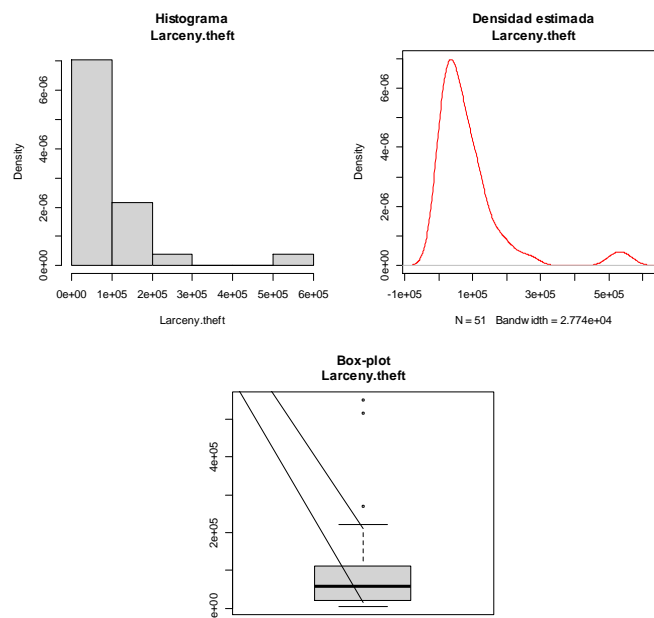 Histograma
Larceny.theft
Density
0e+00 2e-06 4e-06 6e-06
0e+00 1e+05 2e+05 3e+05 4e+05 5e+05 6e+05
Larceny.theft
Densidad estimada
Larceny.theft
Density
0e+00 2e-06 4e-06 6e-06
-1e+05 1e+05 3e+05 5e+05
N = 51 Bandwidth = 2.774e+04
Box-plot
Larceny.theft
0e+00 2e+05 4e+05